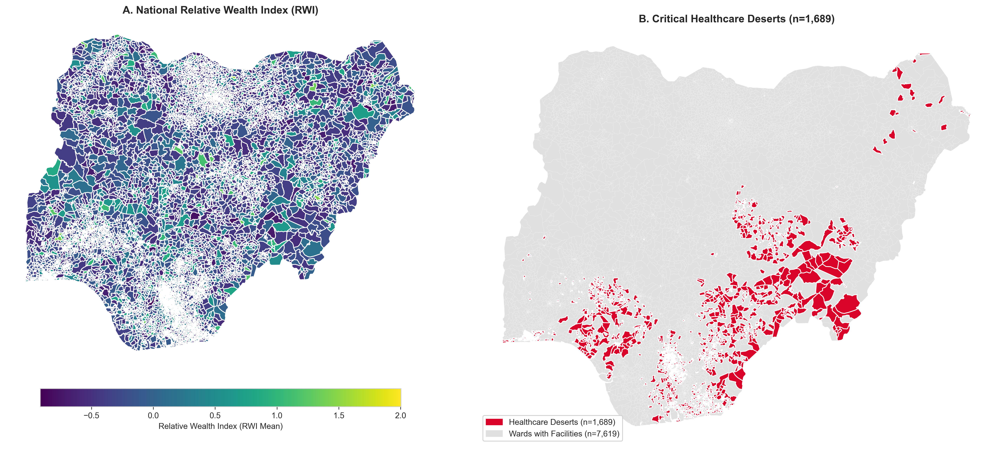 A. National Relative Wealth Index (RWI)
−0.5 0.0 0.5 1.0 1.5 2.0
Relative Wealth Index (RWI Mean)
B. Critical Healthcare Deserts (n=1,689)
Healthcare Deserts (n=1,689)
Wards with Facilities (n=7,619)